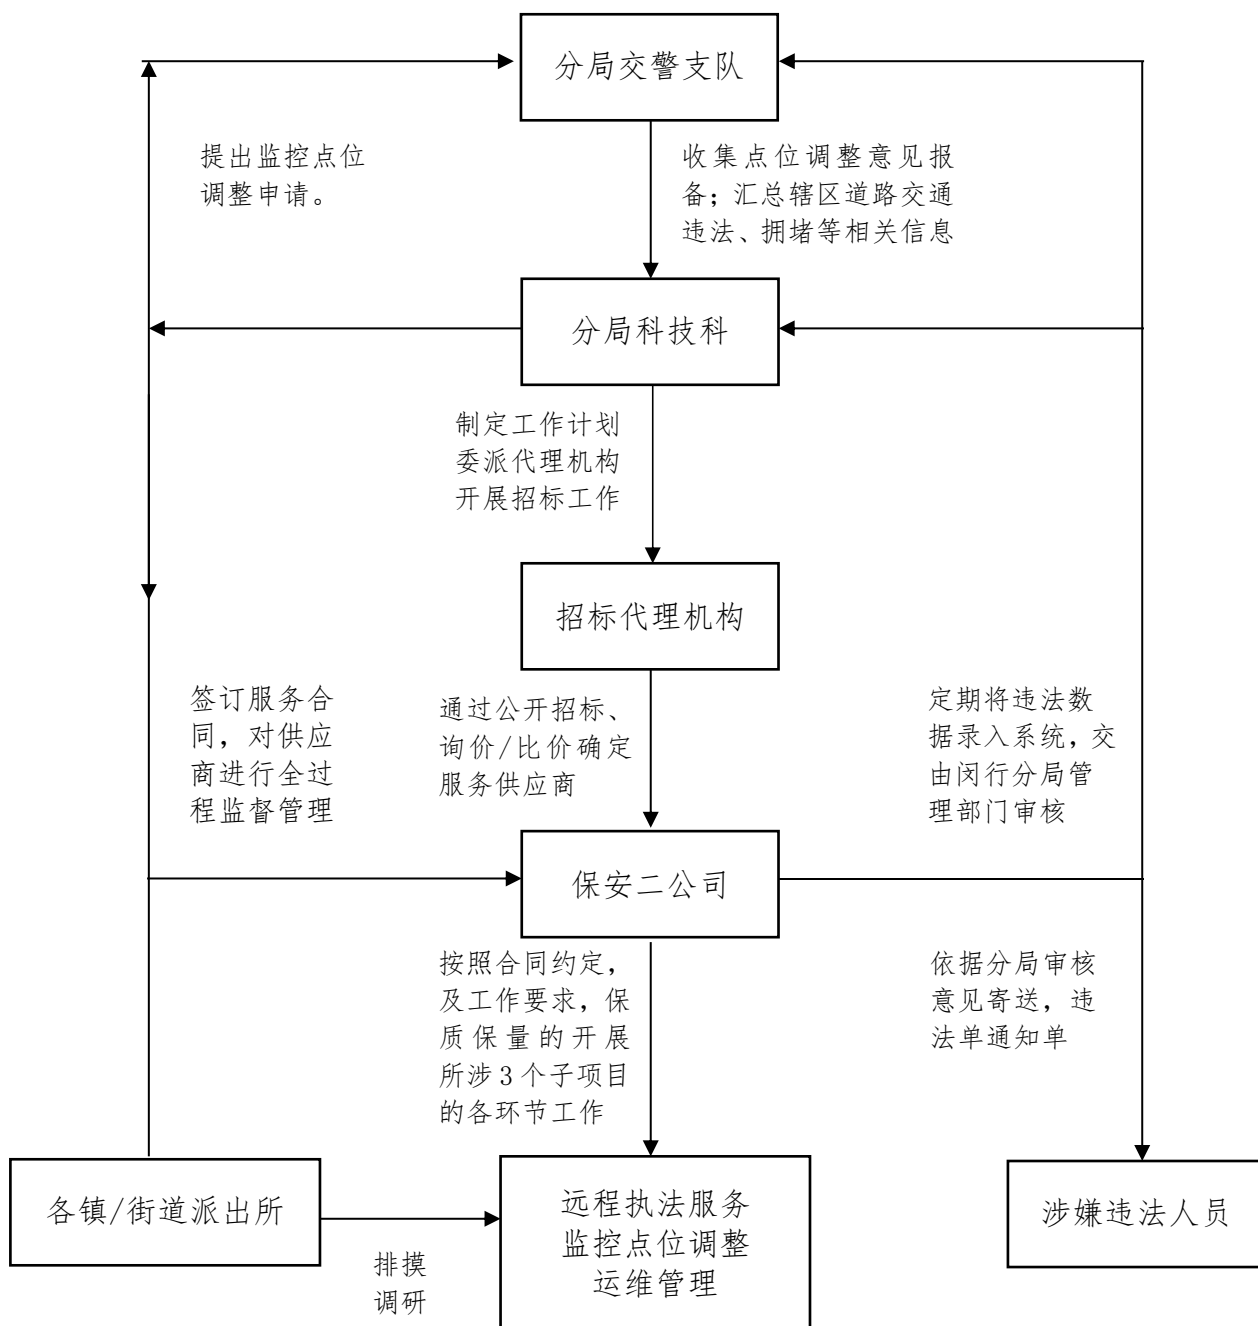 分局交警支队
提出监控点位
调整申请。
收集点位调整意见报
备；汇总辖区道路交通
违法、拥堵等相关信息
分局科技科
制定工作计划
委派代理机构
开展招标工作
招标代理机构
签订服务合
同，对供应
商进行全过
程监督管理
通过公开招标、
询价/比价确定
服务供应商
定期将违法数
据录入系统，交
由闵行分局管
理部门审核
保安二公司
按照合同约定，
及工作要求，保
质保量的开展
所涉3个子项目
的各环节工作
依据分局审核
意见寄送，违
法单通知单
各镇/街道派出所
排摸
调研
远程执法服务
监控点位调整
运维管理
涉嫌违法人员